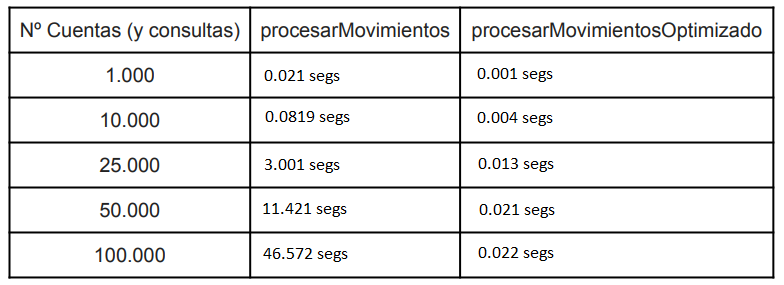 Nº Cuentas (y consultas) procesarMovimientos procesarMovimientosOptimizado
1.000 0.021 segs 0.001 segs
10.000 0.0819 segs 0.004 segs
25.000 3.001 segs 0.013 segs
50.000 11.421 segs 0.021 segs
100.000 46.572 segs 0.022 segs